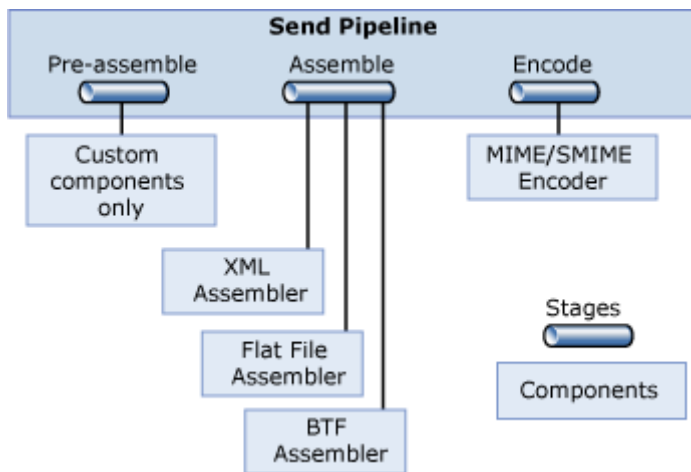 Send Pipeline
Pre-assemble
Assemble
Encode
Custom
components
only
MIME/SMIME
Encoder
XML
Assembler
Flat File
Assembler
BTF
Assembler
Stages
Components